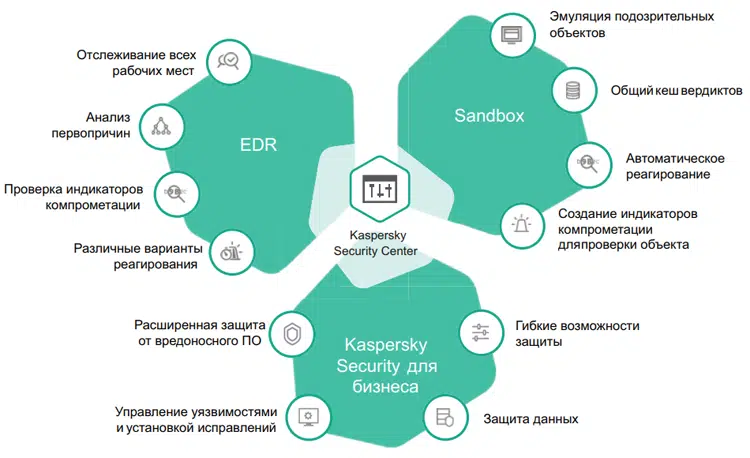 Отслеживание всех
рабочих мест
Анализ
первопричин
Проверка индикаторов
компрометации
Различные варианты
реагирования
EDR
Эмуляция подозрительных
объектов
Общий кеш вердиктов
Автоматическое
реагирование
Создание индикаторов
компрометации
дляпроверки объекта
Sandbox
Kaspersky
Security Center
Расширенная защита
от вредоносного ПО
Управление уязвимостями
и установкой исправлений
Kaspersky
Security для
бизнеса
Гибкие возможности
защиты
Защита данных